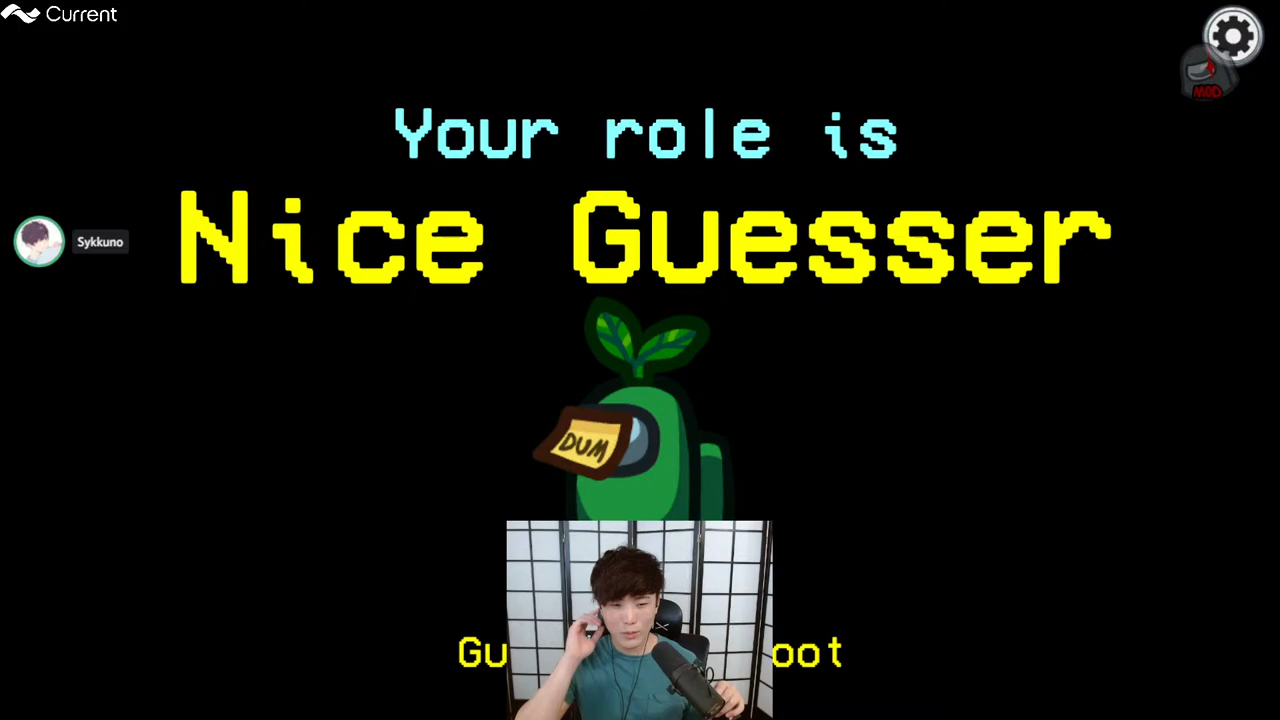 Current
MOD
Your role is
Nice Guesser
Sykkuno
DUM
Gu oot